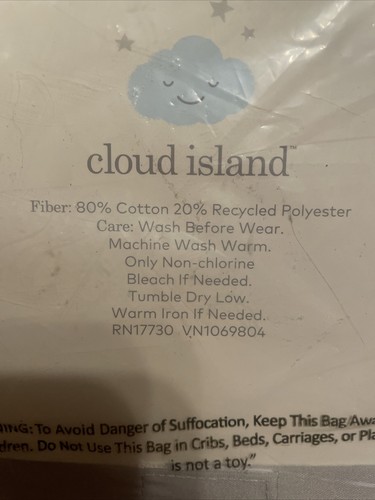 cloud island™
Fiber: 80% Cotton 20% Recycled Polyester
Care: Wash Before Wear.
Machine Wash Warm.
Only Non-chlorine
Bleach If Needed.
Tumble Dry Low.
Warm Iron If Needed.
RN17730 VN1069804
To Avoid Danger of Suffocation, Keep This Bag
Do Not Use This Bag in Cribs, Beds, Carriages, or
is not a toy."